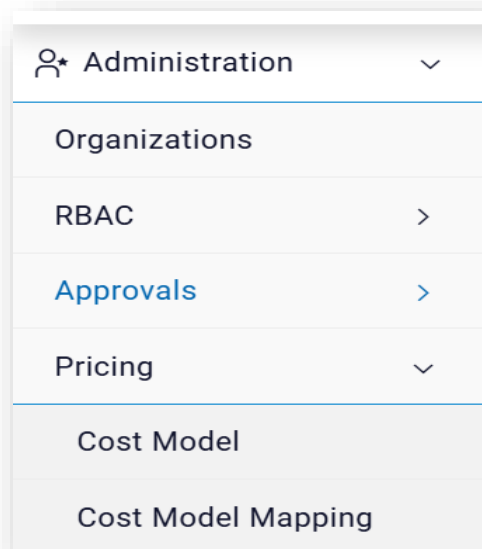 Administration
Organizations
RBAC
Approvals
Pricing
Cost Model
Cost Model Mapping